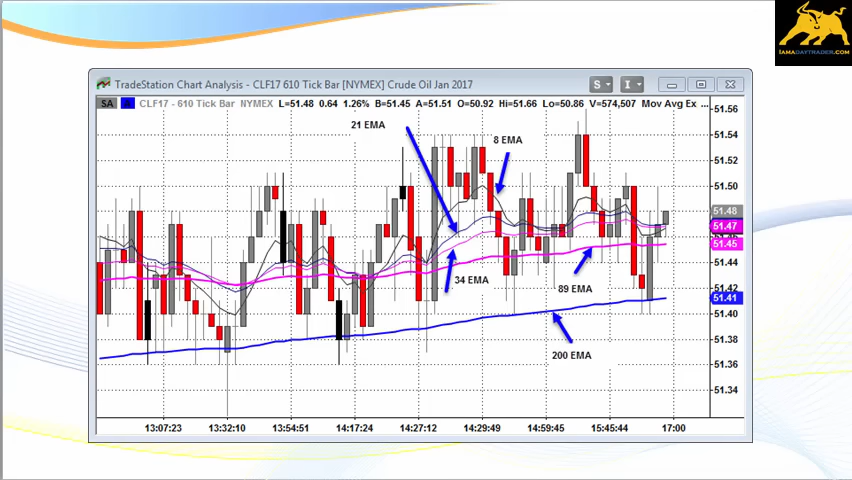 IAMADAYTRADER.COM
TradeStation Chart Analysis - CLF17 610 Tick Bar [NYMEX] Crude Oil Jan 2017
S
I
SA CLF17 - 610 Tick Bar NYMEX L=51.48 0.64 1.26% B=51.45 A=51.51 O=50.92 Hi=51.66 Lo=50.86 V=574,507 Mov Avg Ex ...
51.56
21 EMA
8 EMA
51.54
51.52
51.50
51.48
51.47
51.45
51.44
34 EMA
89 EMA
51.42
51.41
51.40
200 EMA
51.38
51.36
51.34
13:07:23 13:32:10 13:54:51 14:17:24 14:27:12 14:29:49 14:59:45 15:45:44 17:00